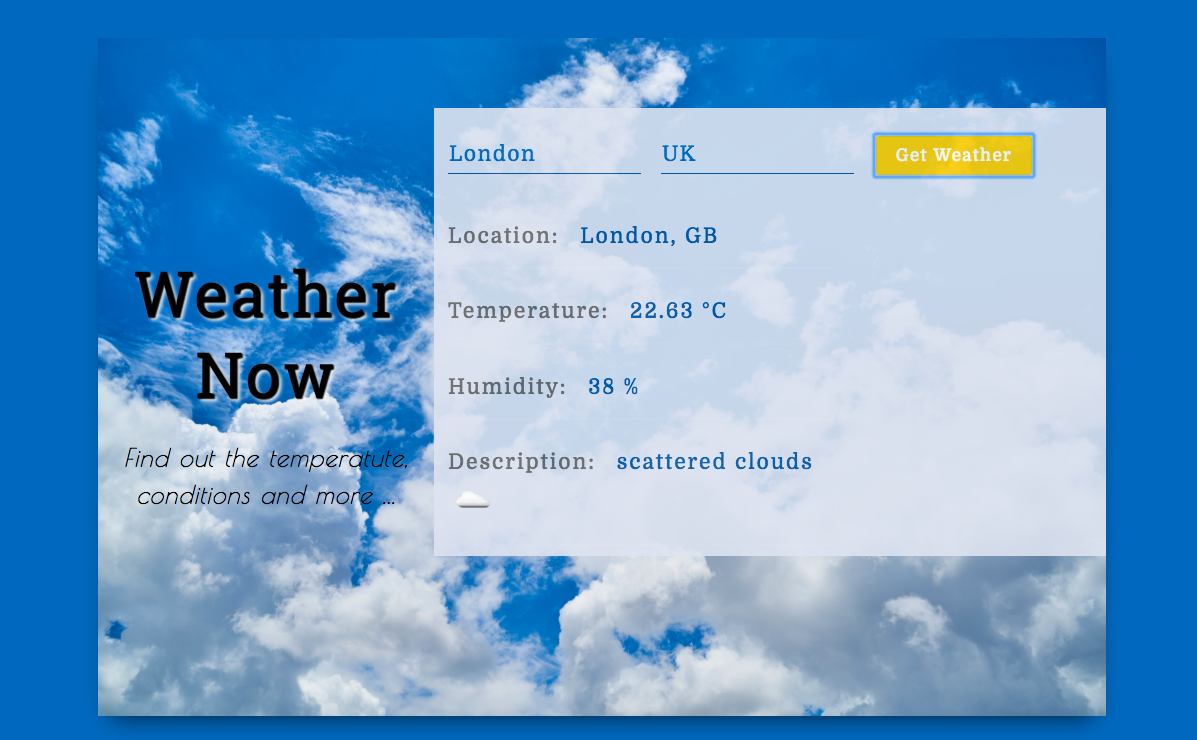 Weather
Now
Find out the temperatute,
conditions and more ...
London UK Get Weather
Location: London, GB
Temperature: 22.63 °C
Humidity: 38 %
Description: scattered clouds